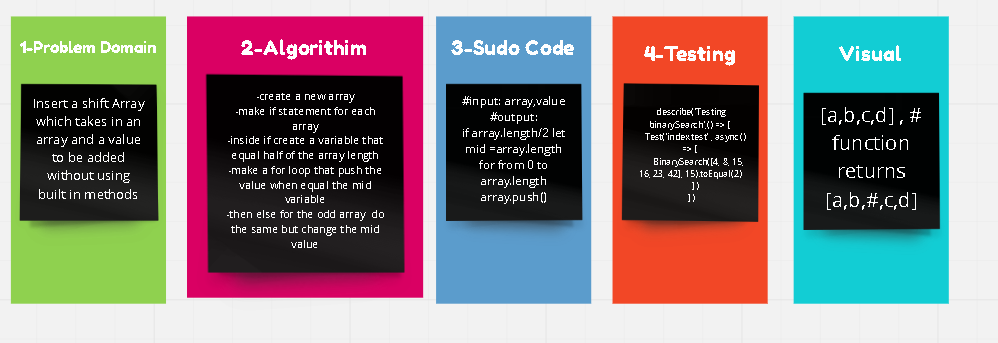 1-Problem Domain
Insert a shift Array
which takes in an
array and a value
to be added
without using
built in methods
2-Algorithim
-create a new array
-make if statement for each
array
-inside if create a variable that
equal half of the array length
-make a for loop that push the
value when equal the mid
variable
-then else for the odd array do
the same but change the mid
value
3-Sudo Code
#input: array,value
#output:
if array.length/2 let
mid =array.length
for from 0 to
array.length
array.push()
4-Testing
describe('Testing
binarySearch',() => [
Test('index test' , async()
=> [
BinarySearch([4, 8, 15,
16, 23, 42], 15).toEqual(2)
])
])
Visual
[a,b,c,d] , #
function
returns
[a,b,#,c,d]